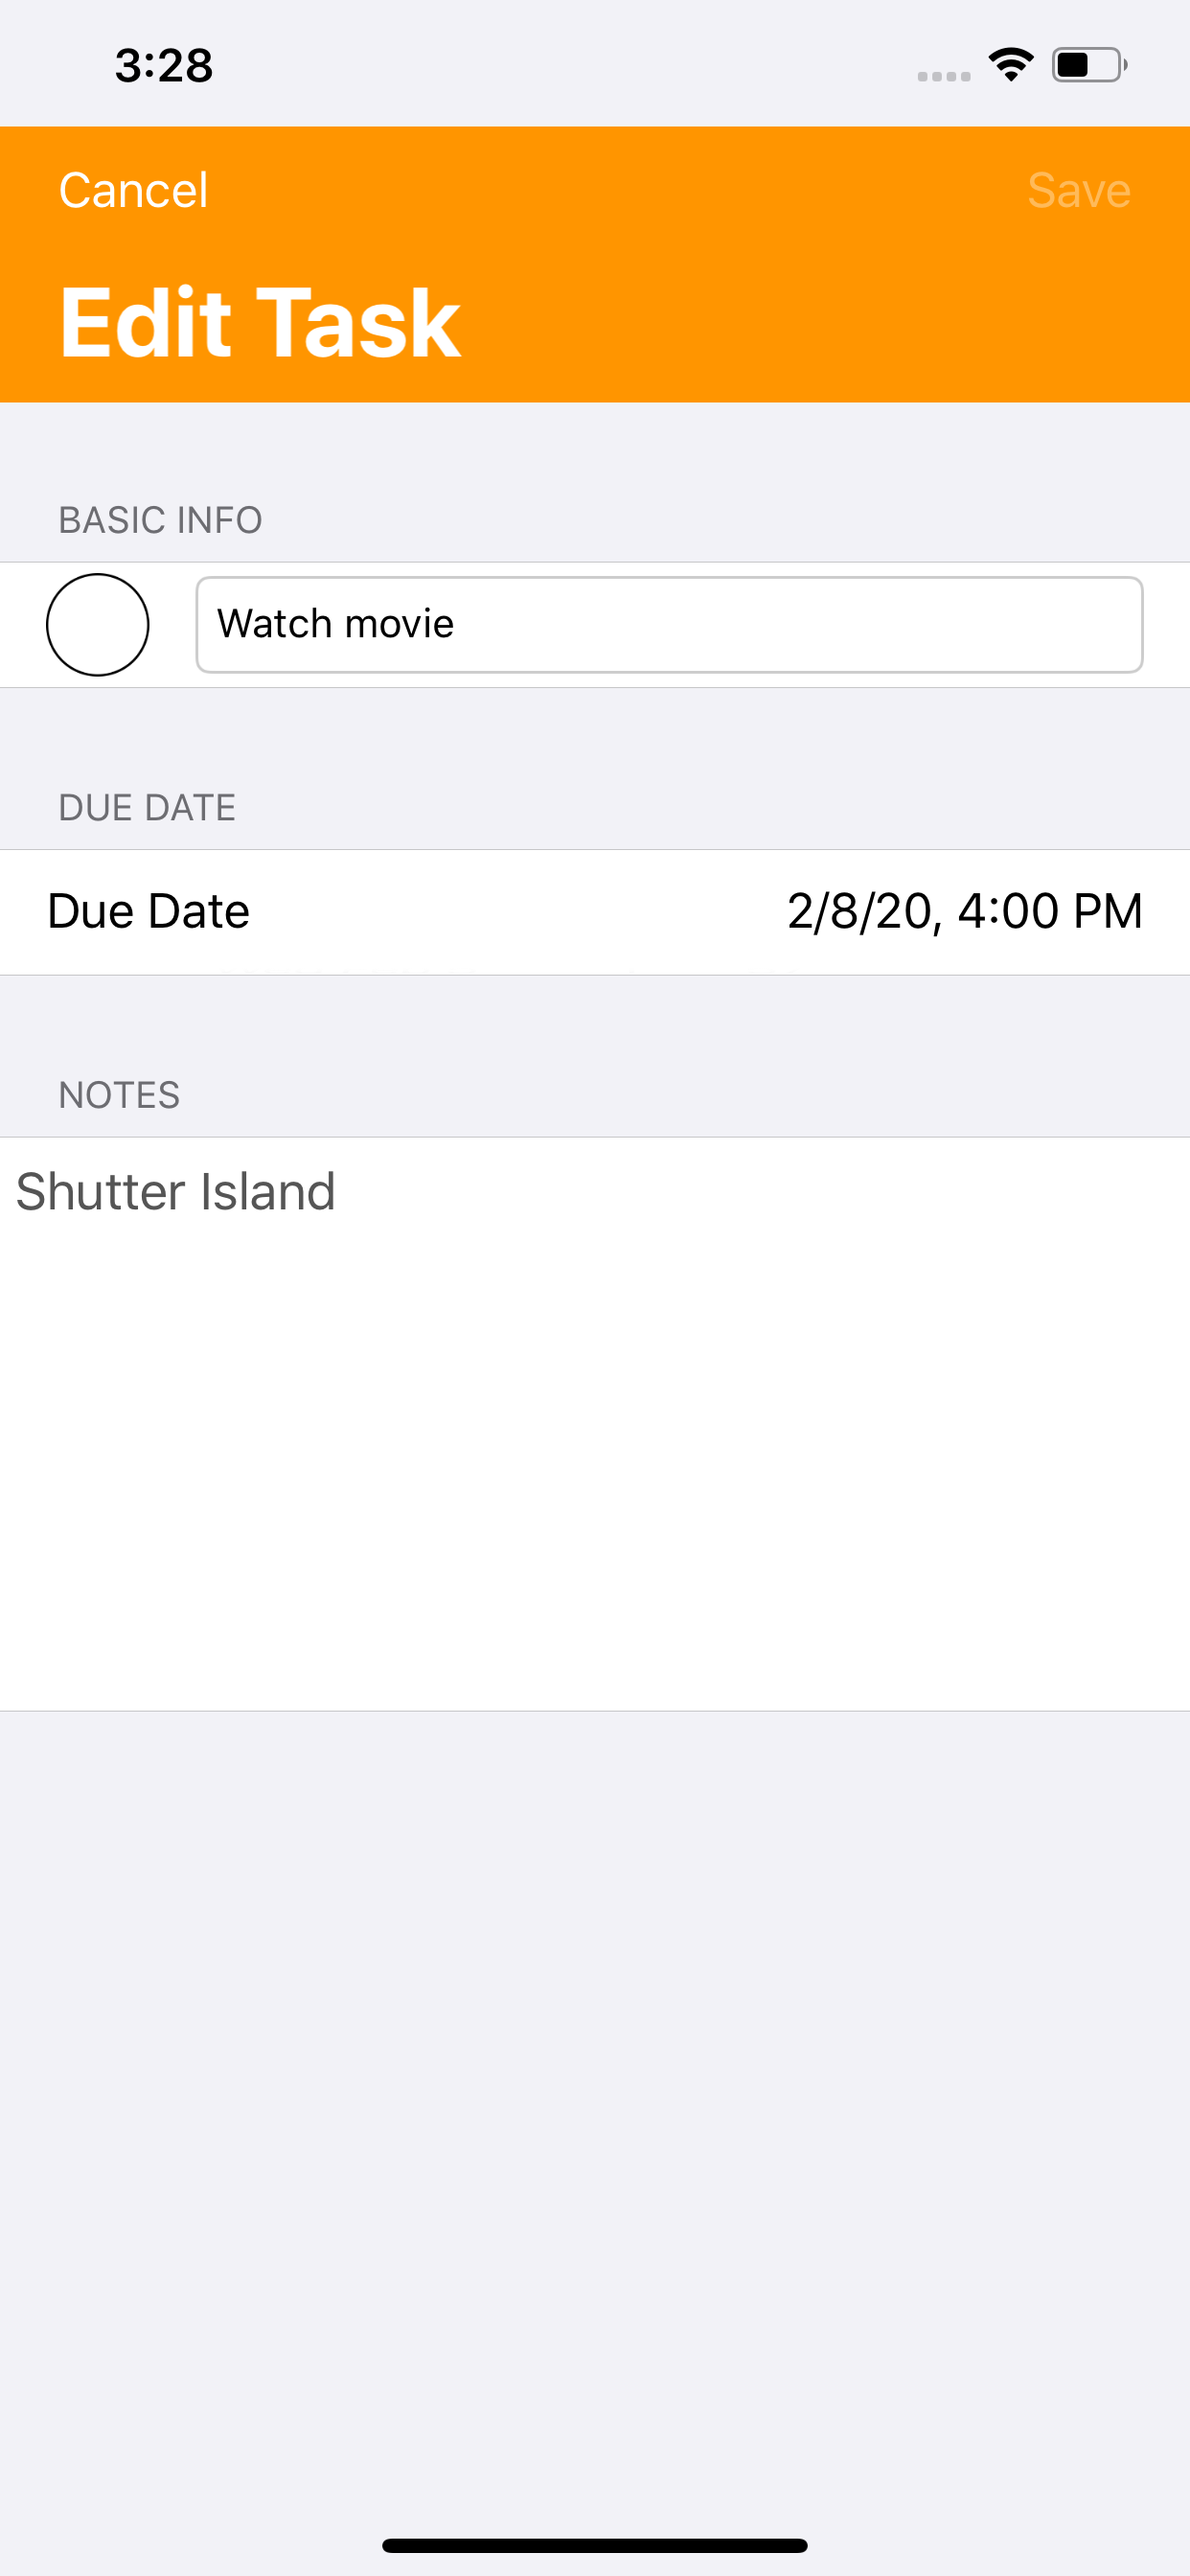 3:28
Cancel Save
Edit Task
BASIC INFO
Watch movie
DUE DATE
Due Date 2/8/20, 4:00 PM
NOTES
Shutter Island